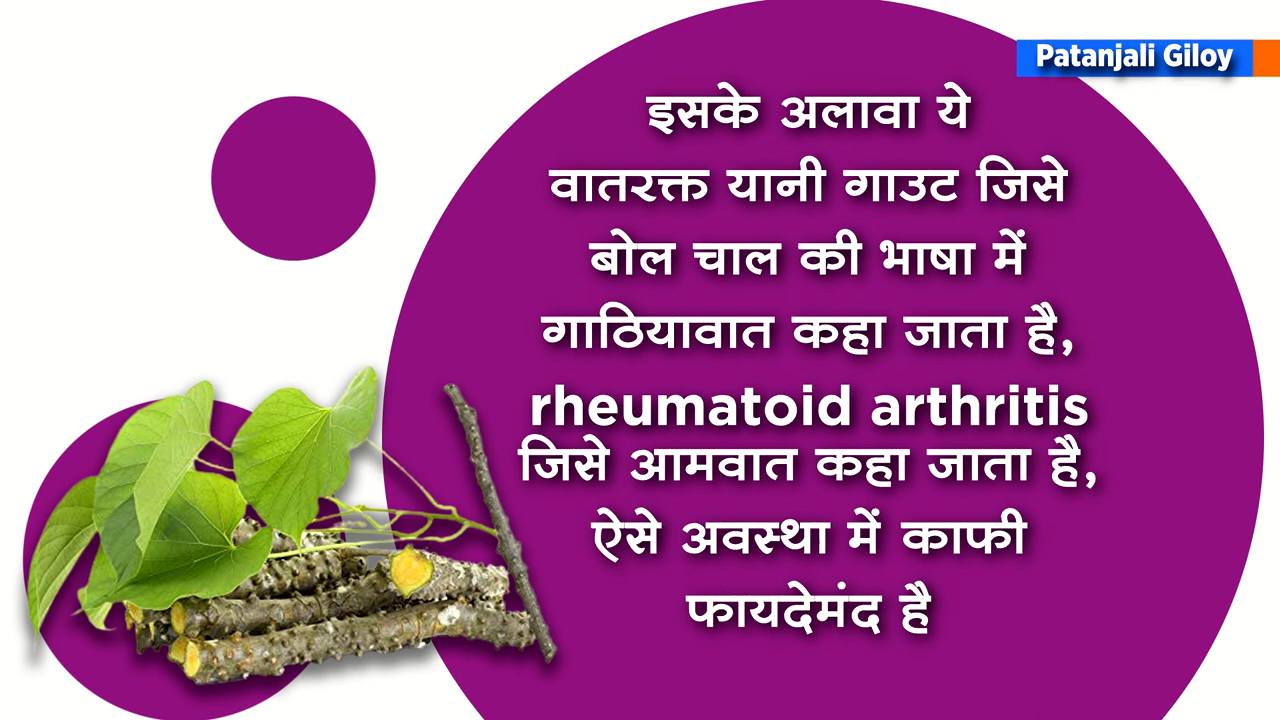 Patanjali Giloy
इसके अलावा ये
वातरक्त यानी गाउट जिसे
बोल चाल की भाषा में
गाठियावात कहा जाता है,
rheumatoid arthritis
जिसे आमवात कहा जाता है,
ऐसे अवस्था में काफी
फायदेमंद है